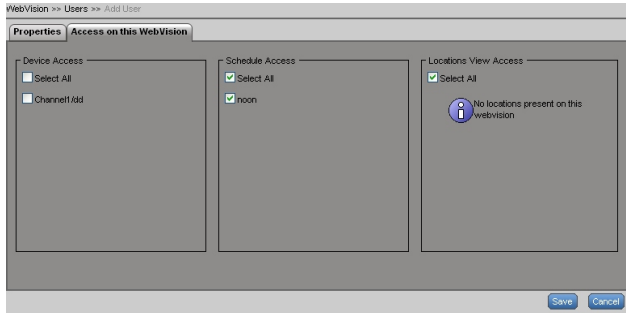 WebVision >> Users >> Add User
Properties
Access on this WebVision
Device Access
Select All
Channel1/dd
Schedule Access
Select All
noon
Locations View Access
Select All
No locations present on this
webvision
Save
Cancel